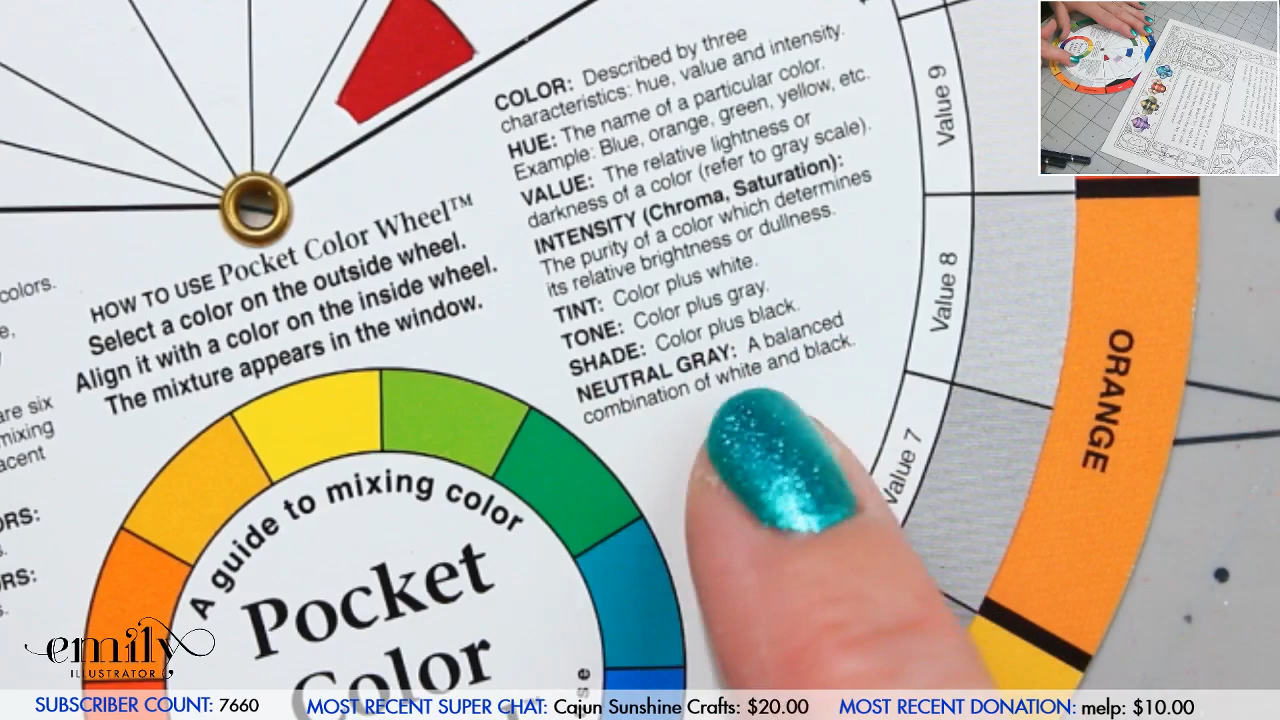 COLOR: Described by three
characteristics: hue, value and intensity.
HUE: The name of a particular color.
Example: Blue, orange, green, yellow, etc.
VALUE: The relative lightness or
darkness of a color (refer to gray scale).
INTENSITY (Chroma, Saturation):
The purity of a color which determines
its relative brightness or dullness.
TINT: Color plus white.
TONE: Color plus gray.
SHADE: Color plus black.
NEUTRAL GRAY: A balanced
combination of white and black.
HOW TO USE Pocket Color Wheel™
Select a color on the outside wheel.
Align it with a color on the inside wheel.
The mixture appears in the window.
colors.
are six
mixing
A guide to mixing color
Pocket
Color
Value 9
Value 8
Value 7
ORANGE
emily
ILLUSTRATOR
SUBSCRIBER COUNT: 7660
MOST RECENT SUPER CHAT: Cajun Sunshine Crafts: $20.00
MOST RECENT DONATION: melp: $10.00